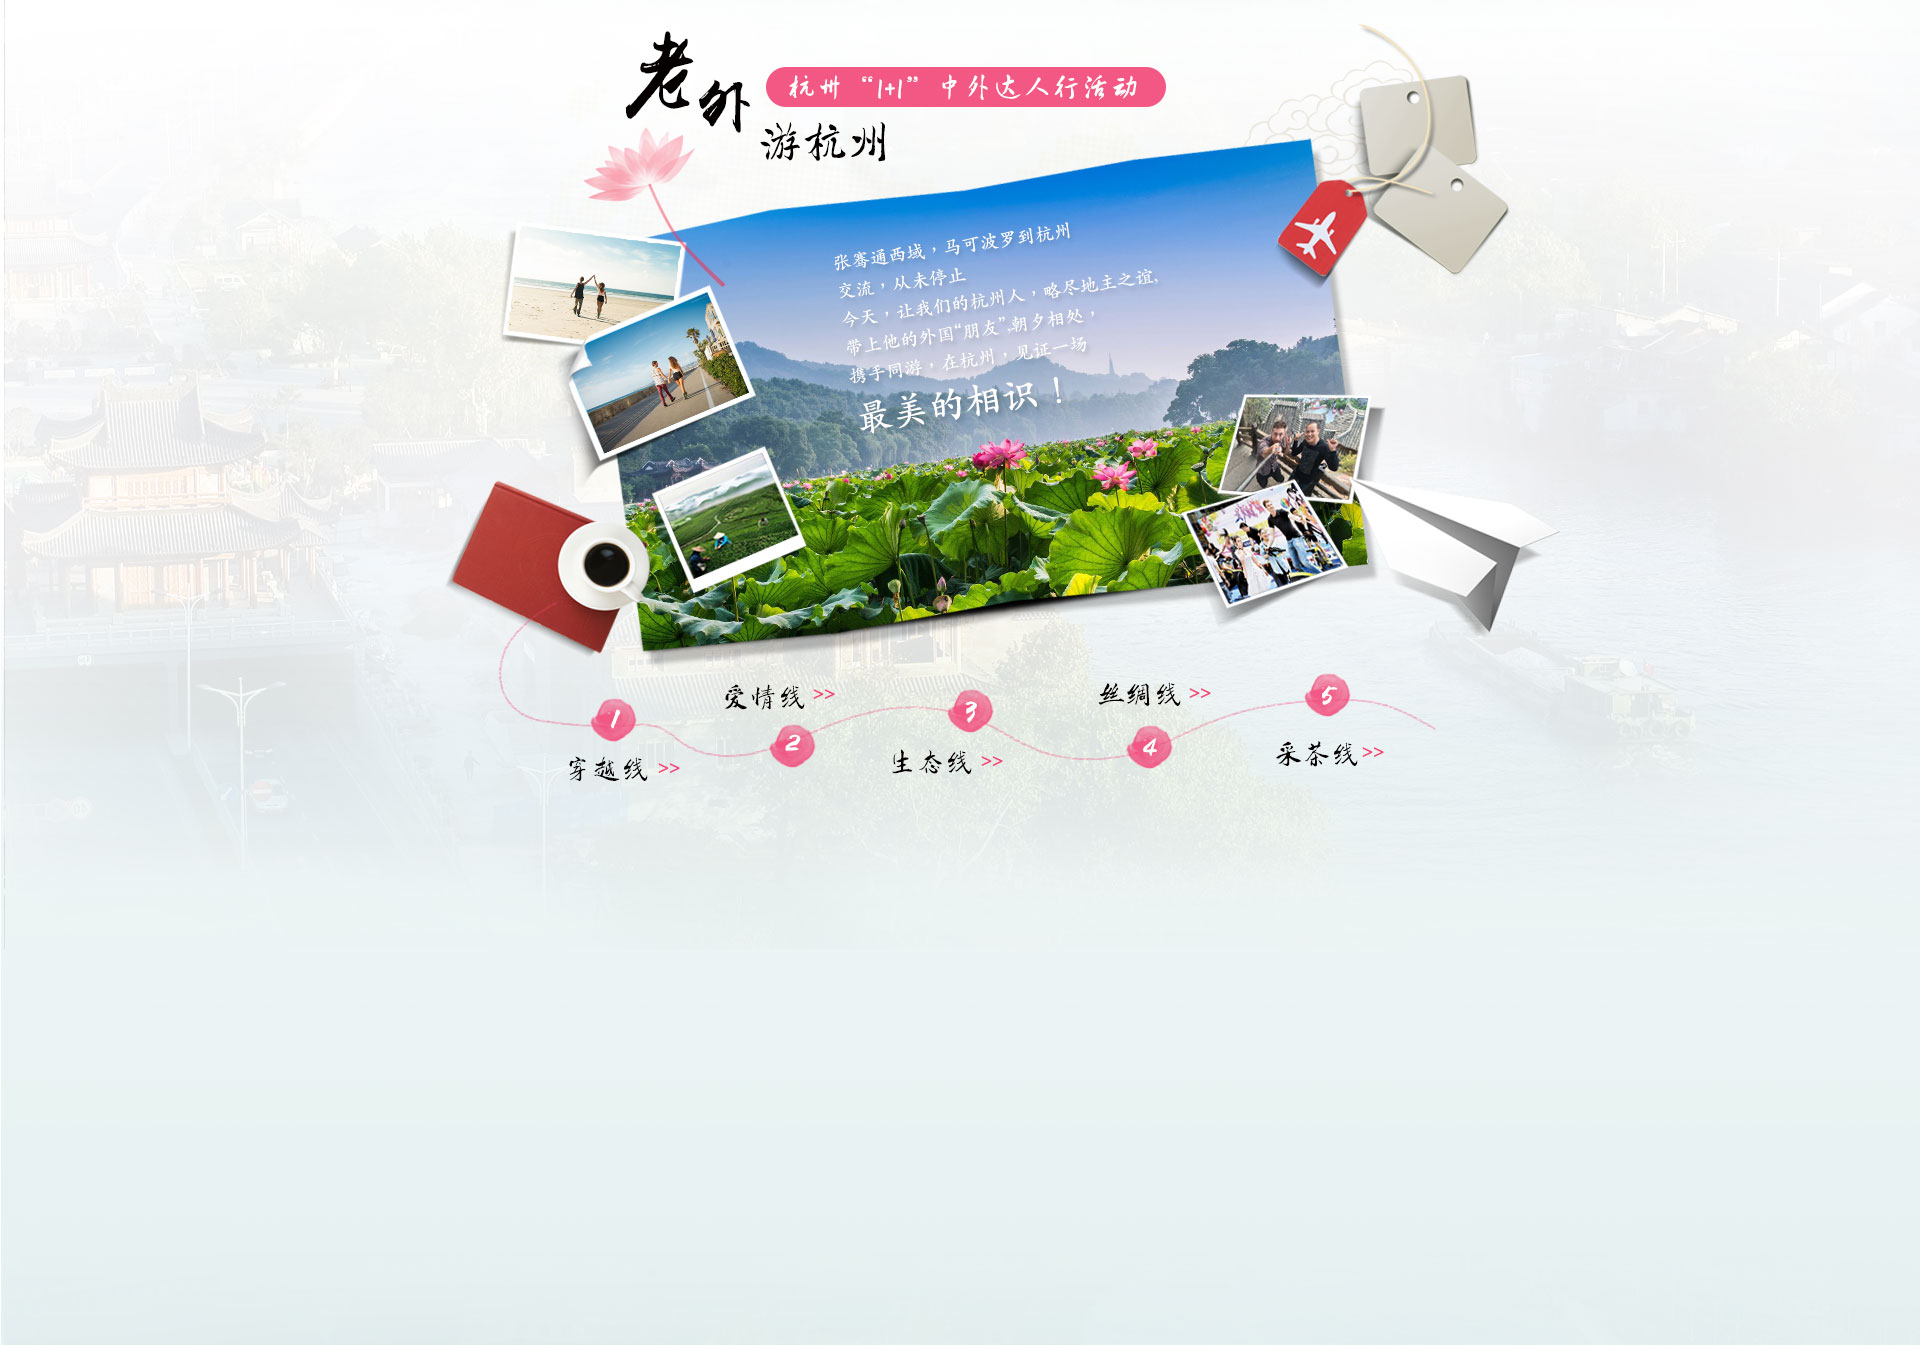 老外
杭州“1+1”中外达人行活动
游杭州
张骞通西域，马可波罗到杭州
交流，从未停止
今天，让我们的杭州人，略尽地主之谊，
带上他的外国“朋友”.朝夕相处，
携手同游，在杭州，见证一场
最美的相识！
1
穿越线 >>
爱情线 >>
2
3
生态线 >>
丝绸线 >>
4
5
采茶线 >>